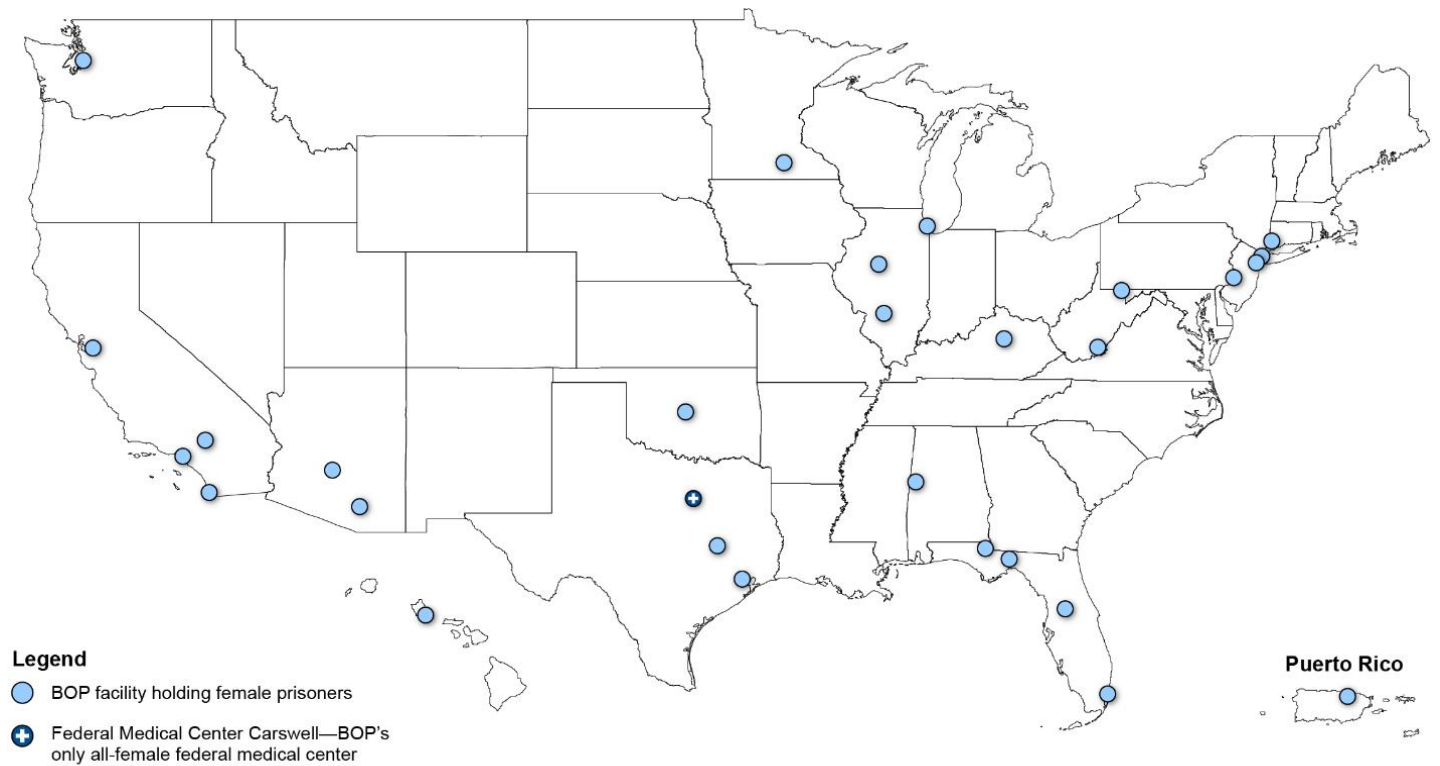 Legend
BOP facility holding female prisoners
Federal Medical Center Carswell—BOP’s
only all-female federal medical center
Puerto Rico